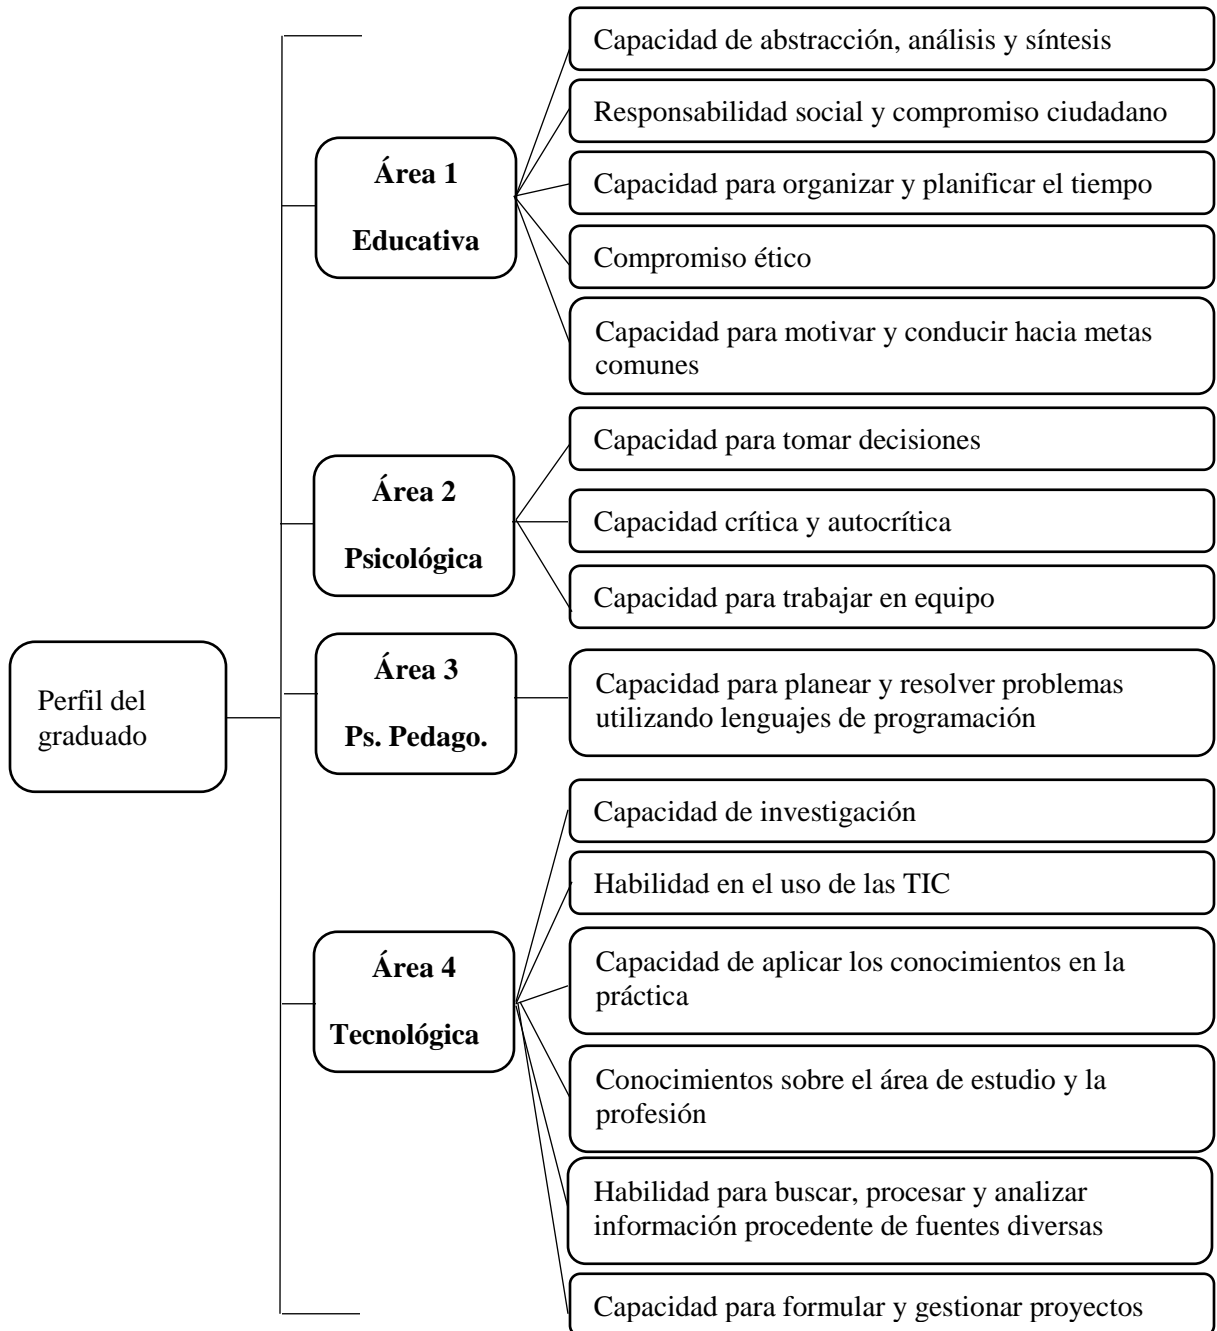 Perfil del
graduado
Área 1
Educativa
Capacidad de abstracción, análisis y síntesis
Responsabilidad social y compromiso ciudadano
Capacidad para organizar y planificar el tiempo
Compromiso ético
Capacidad para motivar y conducir hacia metas
comunes
Área 2
Psicológica
Capacidad para tomar decisiones
Capacidad crítica y autocrítica
Capacidad para trabajar en equipo
Área 3
Ps. Pedago.
Capacidad para planear y resolver problemas
utilizando lenguajes de programación
Área 4
Tecnológica
Capacidad de investigación
Habilidad en el uso de las TIC
Capacidad de aplicar los conocimientos en la
práctica
Conocimientos sobre el área de estudio y la
profesión
Habilidad para buscar, procesar y analizar
información procedente de fuentes diversas
Capacidad para formular y gestionar proyectos